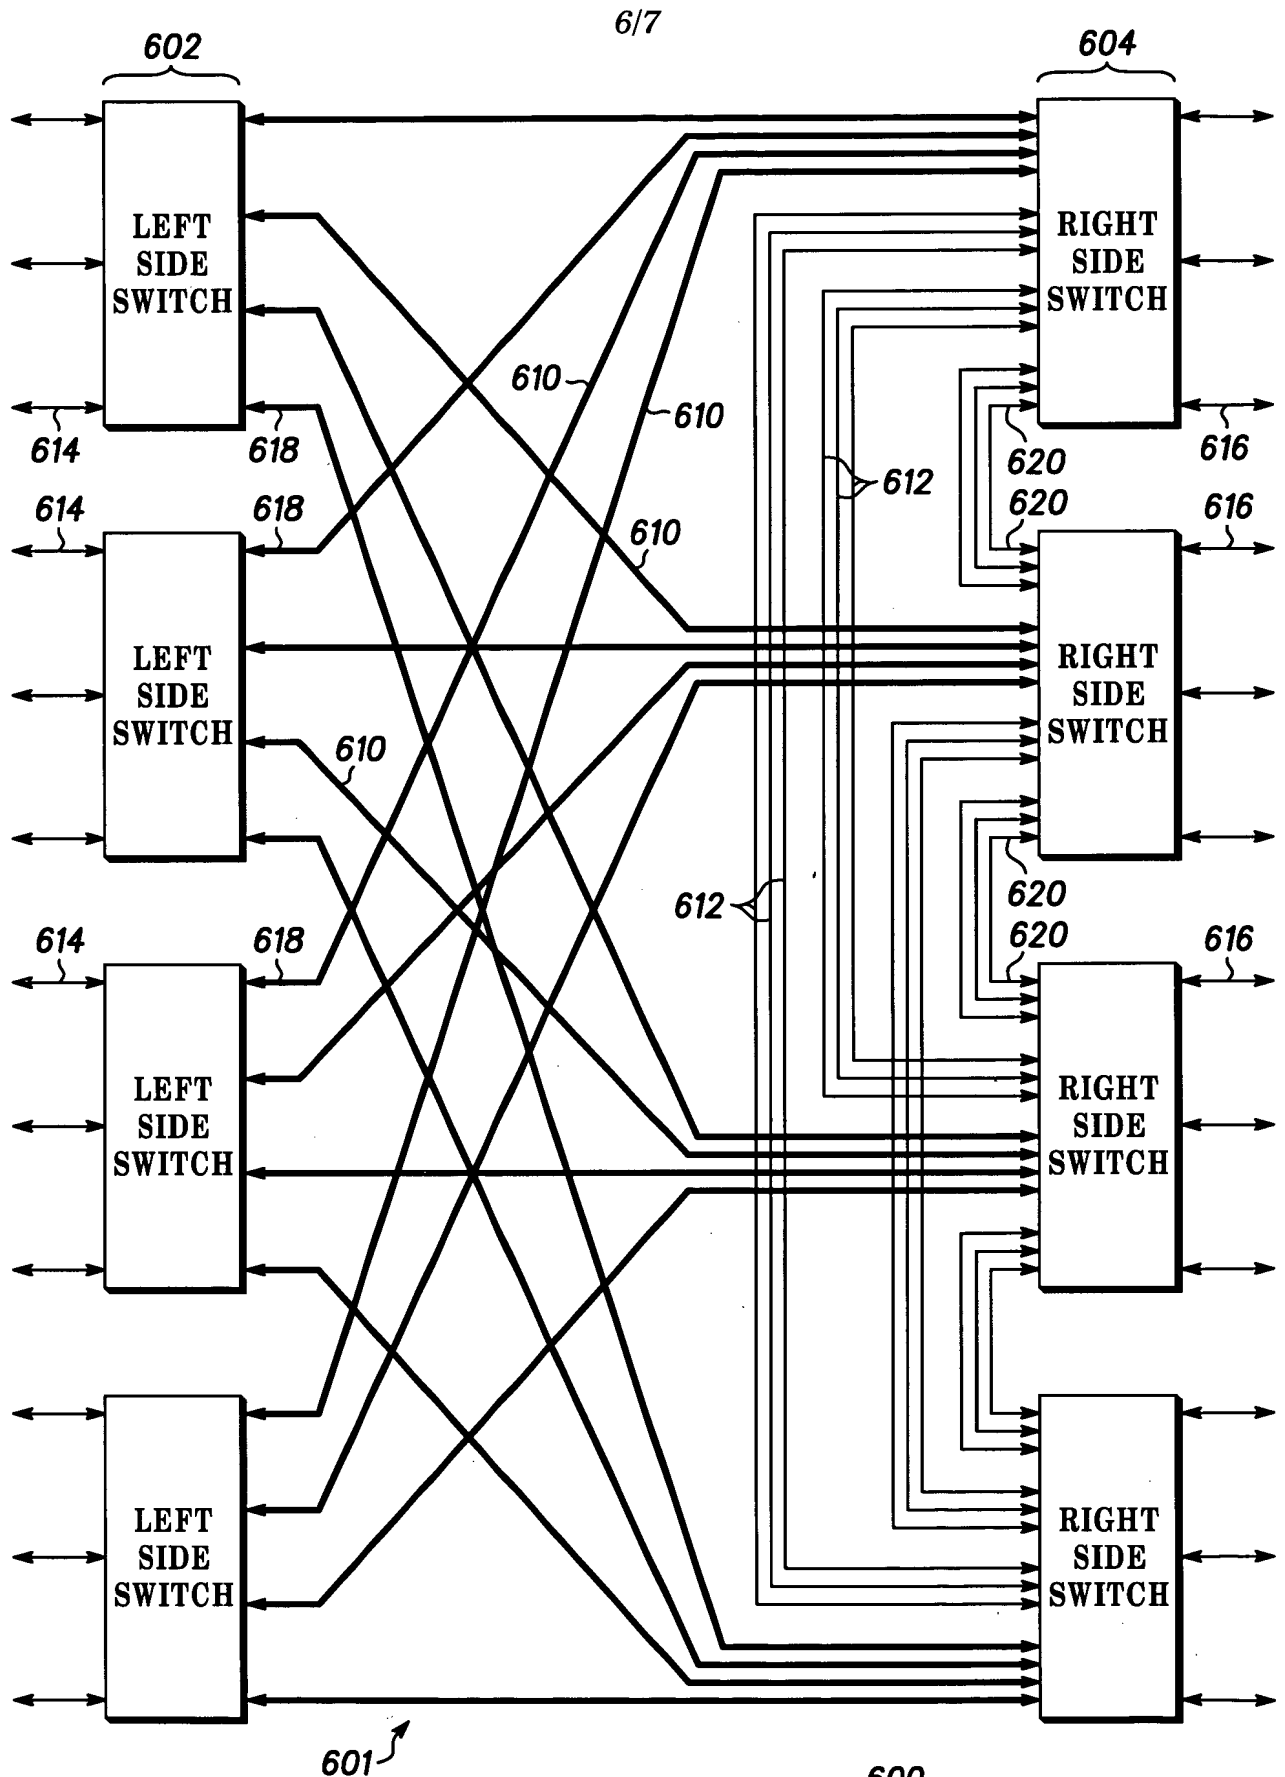 6/7
602
604
LEFT
SIDE
SWITCH
RIGHT
SIDE
SWITCH
610
610
614
618
620
616
612
614
618
620
616
610
LEFT
SIDE
SWITCH
RIGHT
SIDE
SWITCH
610
612
620
614
618
620
616
LEFT
SIDE
SWITCH
RIGHT
SIDE
SWITCH
LEFT
SIDE
SWITCH
RIGHT
SIDE
SWITCH
601